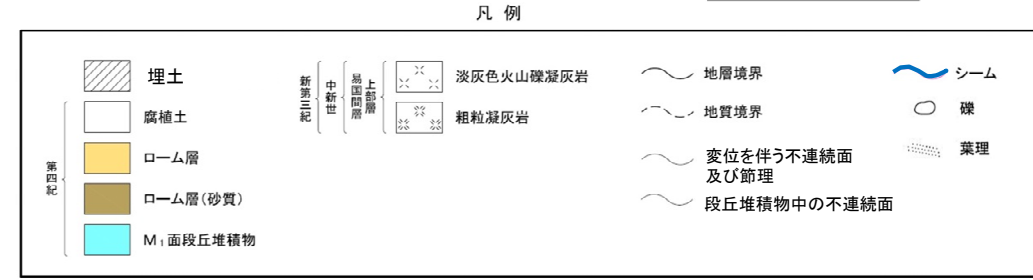 凡 例
埋土
腐植土
ローム層
ローム層(砂質)
M₁面段丘堆積物
第四紀
新第三紀
中新世
易国間層
上部層
淡灰色火山礫凝灰岩
粗粒凝灰岩
地層境界
地質境界
変位を伴う不連続面
及び節理
段丘堆積物中の不連続面
シーム
礫
葉理